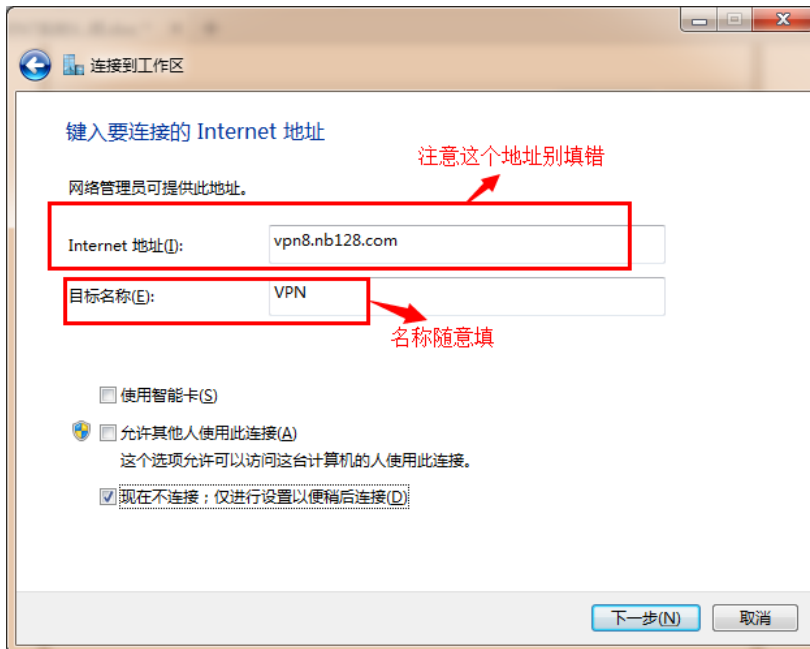 连接到工作区
键入要连接的 Internet 地址
注意这个地址别填错
网络管理员可提供此地址。
Internet 地址(I):
vpn8.nb128.com
目标名称(E):
VPN
名称随意填
使用智能卡(S)
允许其他人使用此连接(A)
这个选项允许可以访问这台计算机的人使用此连接。
现在不连接；仅进行设置以便稍后连接(D)
下一步(N)
取消